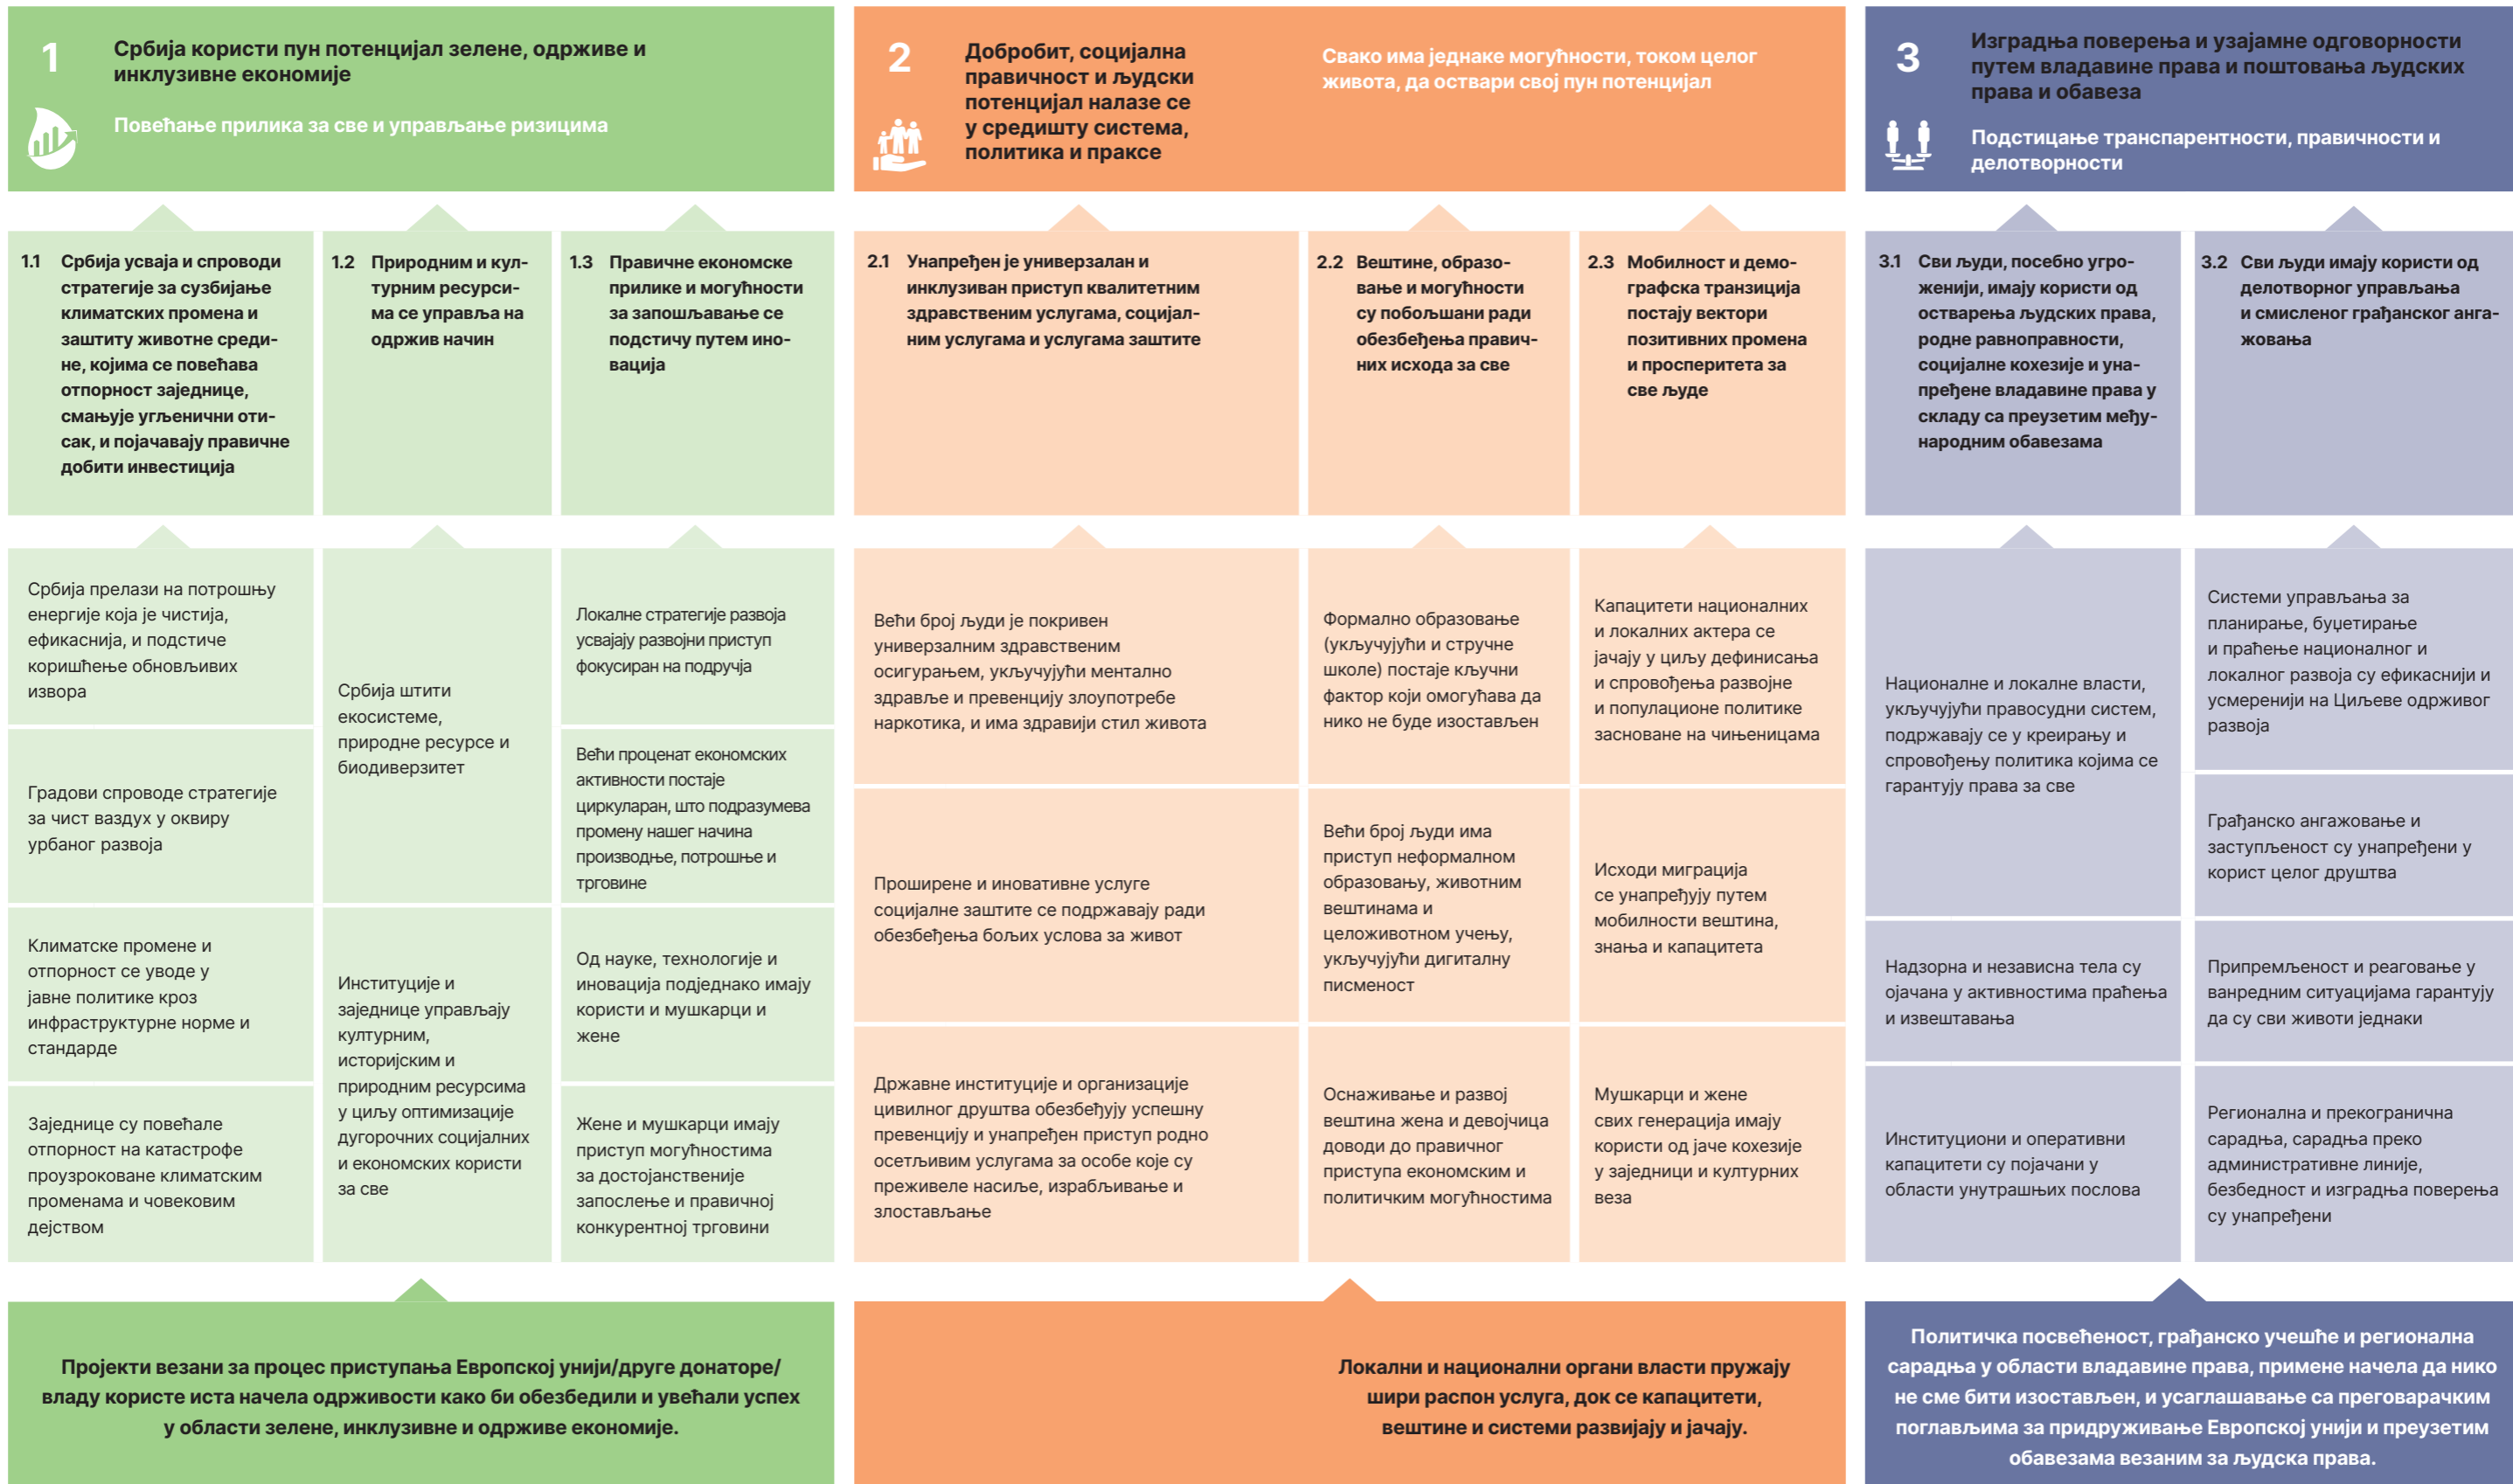 1
Србија користи пун потенцијал зелене, одрживе и
инклузивне економије
Повећање прилика за све и управљање ризицима
2
Добробит, социјална
правичност и људски
потенцијал налазе се
у средишту система,
политика и праксе
Свако има једнаке могућности, током целог
живота, да оствари свој пун потенцијал
3
Изградња поверења и узајамне одговорности
путем владавине права и поштовања људских
права и обавеза
Подстицање транспарентности, правичности и
делотворности
1.1 Србија усваја и спроводи
стратегије за сузбијање
климатских промена и
заштиту животне среди-
не, којима се повећава
отпорност заједнице,
смањује угљенични оти-
сак, и појачавају правичне
добити инвестиција
1.2 Природним и кул-
турним ресурси-
ма се управља на
одржив начин
1.3 Правичне економске
прилике и могућности
за запошљавање се
подстичу путем ино-
вација
2.1 Унапређен је универзалан и
инклузиван приступ квалитетним
здравственим услугама, социјал-
ним услугама и услугама заштите
2.2 Вештине, образо-
вање и могућности
су побољшани ради
обезбеђења правич-
них исхода за све
2.3 Мобилност и демо-
графска транзиција
постају вектори
позитивних промена
и просперитета за
све људе
3.1 Сви људи, посебно угро-
женији, имају користи од
остварења људских права,
родне равноправности,
социјалне кохезије и уна-
пређене владавине права у
складу са преузетим међу-
народним обавезама
3.2 Сви људи имају користи од
делотворног управљања
и смисленог грађанског анга-
жовања
Србија прелази на потрошњу
енергије која је чистија,
ефикаснија, и подстиче
коришћење обновљивих
извора
Градови спроводе стратегије
за чист ваздух у оквиру
урбаног развоја
Климатске промене и
отпорност се уводе у
јавне политике кроз
инфраструктурне норме и
стандарде
Заједнице су повећале
отпорност на катастрофе
проузроковане климатским
променама и човековим
дејством
Србија штити
екосистеме,
природне ресурсе и
биодиверзитет
Институције и
заједнице управљају
културним,
историјским и
природним ресурсима
у циљу оптимизације
дугорочних социјалних
и економских користи
за све
Локалне стратегије развоја
усвајају развојни приступ
фокусиран на подручја
Већи проценат економских
активности постаје
циркуларан, што подразумева
промену нашег начина
производње, потрошње и
трговине
Од науке, технологије и
иновација подједнако имају
користи и мушкарци и
жене
Жене и мушкарци имају
приступ могућностима
за достојанственије
запослење и правичној
конкурентној трговини
Већи број људи је покривен
универзалним здравственим
осигурањем, укључујући ментално
здравље и превенцију злоупотребе
наркотика, и има здравији стил живота
Проширене и иновативне услуге
социјалне заштите се подржавају ради
обезбеђења бољих услова за живот
Државне институције и организације
цивилног друштва обезбеђују успешну
превенцију и унапређен приступ родно
осетљивим услугама за особе које су
преживеле насиље, израбљивање и
злостављање
Формално образовање
(укључујући и стручне
школе) постаје кључни
фактор који омогућава да
нико не буде изостављен
Већи број људи има
приступ неформалном
образовању, животним
вештинама и
целоживотном учењу,
укључујући дигиталну
писменост
Оснаживање и развој
вештина жена и девојчица
доводи до правичног
приступа економским и
политичким могућностима
Капацитети националних
и локалних актера се
јачају у циљу дефинисања
и спровођења развојне
и популационе политике
засноване на чињеницама
Исходи миграција
се унапређују путем
мобилности вештина,
знања и капацитета
Мушкарци и жене
свих генерација имају
користи од јаче кохезије
у заједници и културних
веза
Националне и локалне власти,
укључујући правосудни систем,
подржавају се у креирању и
спровођењу политика којима се
гарантују права за све
Надзорна и независна тела су
ојачана у активностима праћења
и извештавања
Институциони и оперативни
капацитети су појачани у
области унутрашњих послова
Системи управљања за
планирање, буџетирање
и праћење националног и
локалног развоја су ефикаснији и
усмеренији на Циљеве одрживог
развоја
Грађанско ангажовање и
заступљеност су унапређени у
корист целог друштва
Припремљеност и реаговање у
ванредним ситуацијама гарантују
да су сви животи једнаки
Регионална и прекогранична
сарадња, сарадња преко
административне линије,
безбедност и изградња поверења
су унапређени
Пројекти везани за процес приступања Европској унији/друге донаторе/
владу користе иста начела одрживости како би обезбедили и увећали успех
у области зелене, инклузивне и одрживе економије.
Локални и национални органи власти пружају
шири распон услуга, док се капацитети,
вештине и системи развијају и јачају.
Политичка посвећеност, грађанско учешће и регионална
сарадња у области владавине права, примене начела да нико
не сме бити изостављен, и усаглашавање са преговарачким
поглављима за придруживање Европској унији и преузетим
обавезама везаним за људска права.